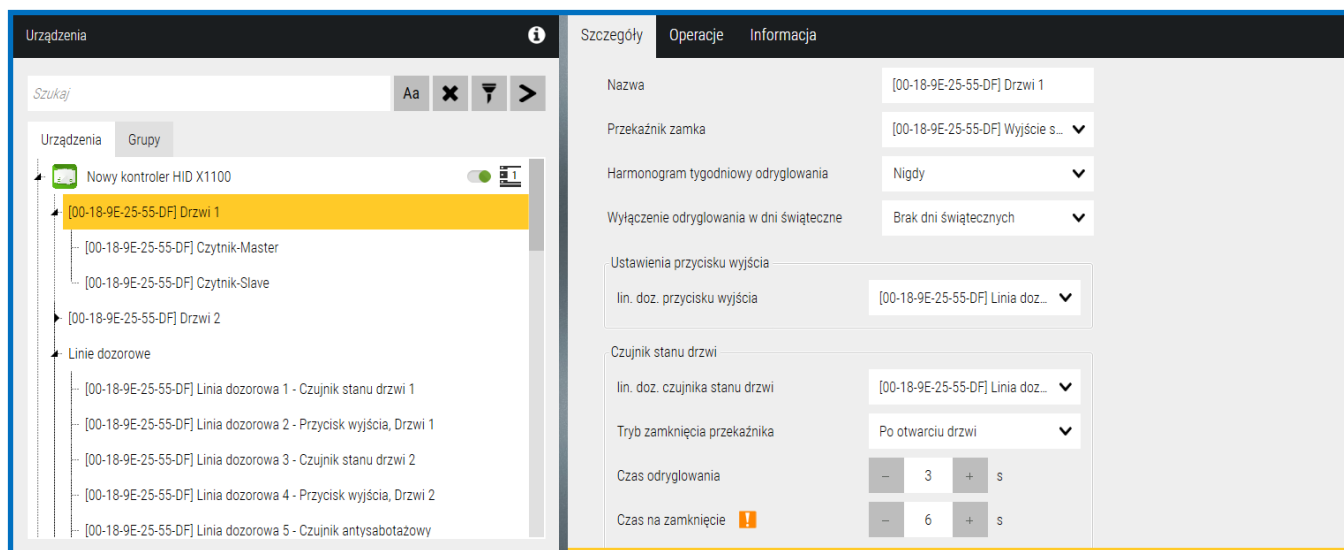 Urządzenia
Szukaj
Aa
Urządzenia Grupy
Nowy kontroler HID X1100 1
[00-18-9E-25-55-DF] Drzwi 1
[00-18-9E-25-55-DF] Czytnik-Master
[00-18-9E-25-55-DF] Czytnik-Slave
[00-18-9E-25-55-DF] Drzwi 2
Linie dozorowe
[00-18-9E-25-55-DF] Linia dozorowa 1 - Czujnik stanu drzwi 1
[00-18-9E-25-55-DF] Linia dozorowa 2 - Przycisk wyjścia, Drzwi 1
[00-18-9E-25-55-DF] Linia dozorowa 3 - Czujnik stanu drzwi 2
[00-18-9E-25-55-DF] Linia dozorowa 4 - Przycisk wyjścia, Drzwi 2
[00-18-9E-25-55-DF] Linia dozorowa 5 - Czujnik antysabotażowy
Szczegóły Operacje Informacja
Nazwa [00-18-9E-25-55-DF] Drzwi 1
Przekaźnik zamka [00-18-9E-25-55-DF] Wyjście s...
Harmonogram tygodniowy odryglowania Nigdy
Wyłączenie odryglowania w dni świąteczne Brak dni świątecznych
Ustawienia przycisku wyjścia
lin. doz. przycisku wyjścia [00-18-9E-25-55-DF] Linia doz...
Czujnik stanu drzwi
lin. doz. czujnika stanu drzwi [00-18-9E-25-55-DF] Linia doz...
Tryb zamknięcia przekaźnika Po otwarciu drzwi
Czas odryglowania − 3 + s
Czas na zamknięcie ! − 6 + s